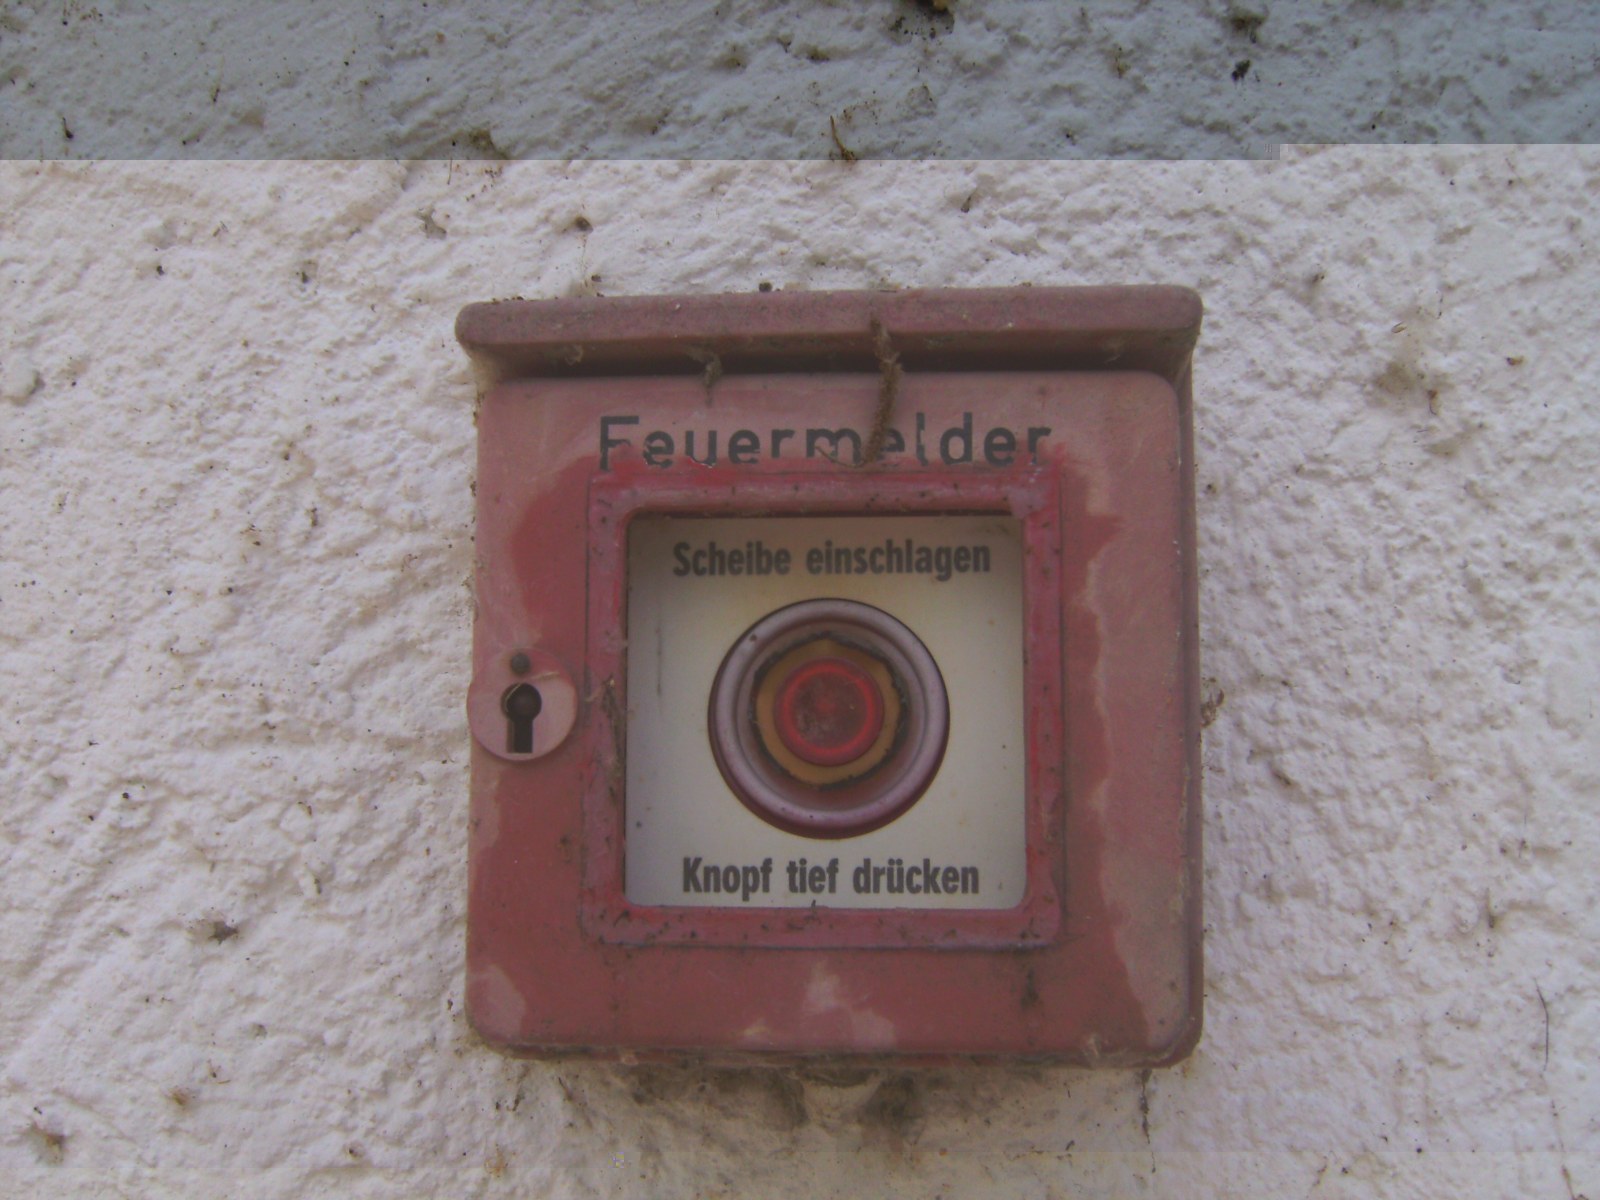 Feuermelder
Scheibe einschlagen
Knopf tief drücken